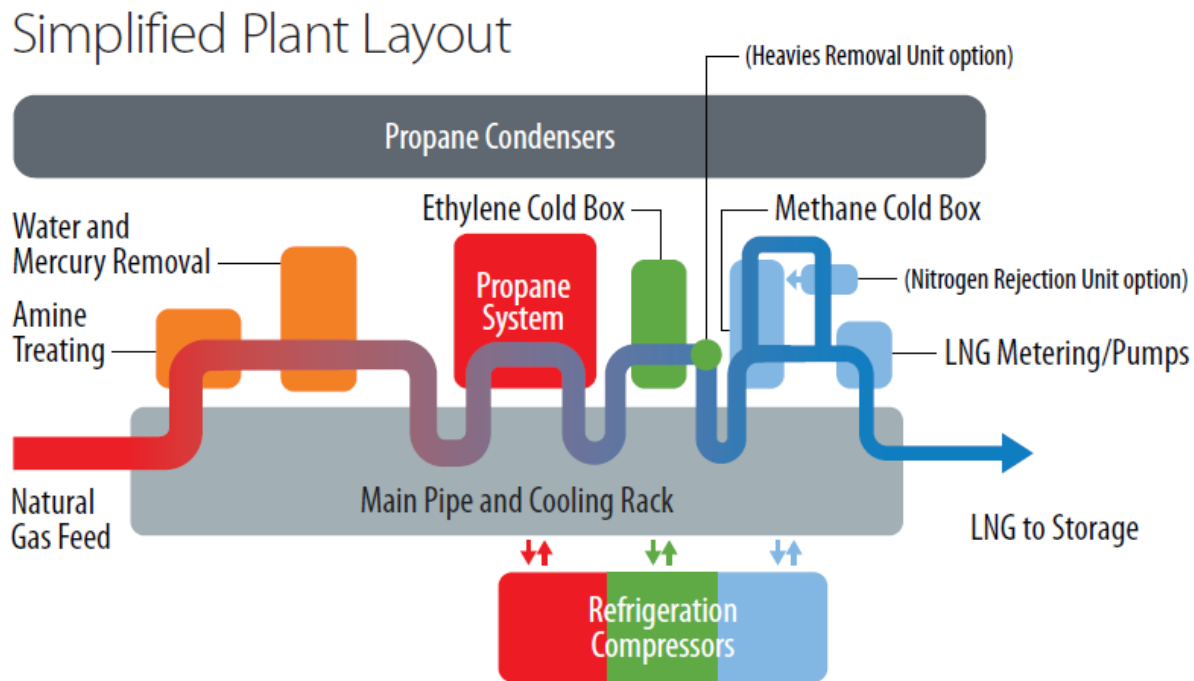 Simplified Plant Layout
(Heavies Removal Unit option)
Propane Condensers
Water and
Mercury Removal
Ethylene Cold Box
Methane Cold Box
Propane
System
(Nitrogen Rejection Unit option)
Amine
Treating
LNG Metering/Pumps
Natural
Gas Feed
Main Pipe and Cooling Rack
LNG to Storage
Refrigeration
Compressors